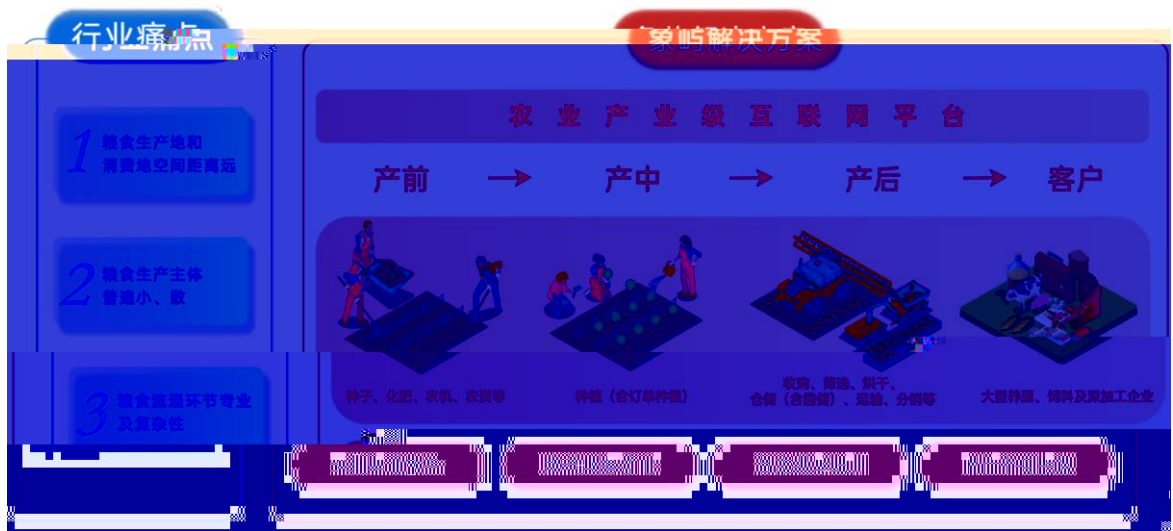 行业痛点
象屿解决方案
农业产业级互联网平台
1 粮食生产地和
消费地空间距离远
产前 → 产中 → 产后 → 客户
2 粮食生产主体
普遍小、散
3 粮食流通环节专业
及复杂性
种子、化肥、农机、农资等
种植（含订单种植）
收购、筛选、烘干、
仓储（含国储）、运输、分销等
大型养殖、饲料及深加工企业